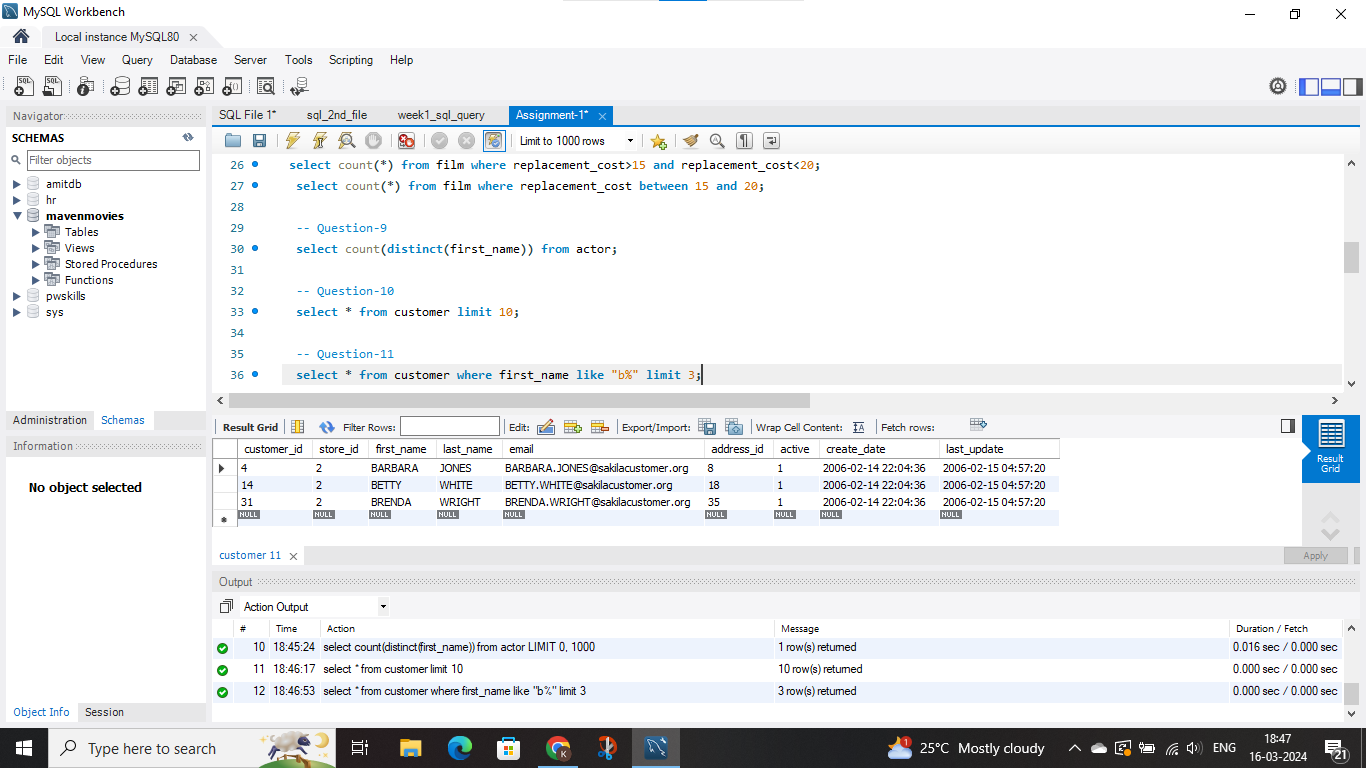 MySQL Workbench
Local instance MySQL80
File Edit View Query Database Server Tools Scripting Help
Navigator
SCHEMAS
Filter objects
amitdb
hr
mavenmovies
Tables
Views
Stored Procedures
Functions
pwskills
sys
Administration Schemas
Information
No object selected
Object Info Session
SQL File 1* sql_2nd_file week1_sql_query Assignment-1*
Limit to 1000 rows
26 select count(*) from film where replacement_cost>15 and replacement_cost<20;
27 select count(*) from film where replacement_cost between 15 and 20;
28
29 -- Question-9
30 select count(distinct(first_name)) from actor;
31
32 -- Question-10
33 select * from customer limit 10;
34
35 -- Question-11
36 select * from customer where first_name like "b%" limit 3;
Result Grid Filter Rows: Edit: Export/Import: Wrap Cell Content: Fetch rows:
customer_id store_id first_name last_name email address_id active create_date last_update
4 2 BARBARA JONES BARBARA.JONES@sakilacustomer.org 8 1 2006-02-14 22:04:36 2006-02-15 04:57:20
14 2 BETTY WHITE BETTY.WHITE@sakilacustomer.org 18 1 2006-02-14 22:04:36 2006-02-15 04:57:20
31 2 BRENDA WRIGHT BRENDA.WRIGHT@sakilacustomer.org 35 1 2006-02-14 22:04:36 2006-02-15 04:57:20
NULL NULL NULL NULL NULL NULL NULL NULL NULL
Result
Grid
customer 11
Apply
Output
Action Output
# Time Action Message Duration / Fetch
10 18:45:24 select count(distinct(first_name)) from actor LIMIT 0, 1000 1 row(s) returned 0.016 sec / 0.000 sec
11 18:46:17 select * from customer limit 10 10 row(s) returned 0.000 sec / 0.000 sec
12 18:46:53 select * from customer where first_name like "b%" limit 3 3 row(s) returned 0.000 sec / 0.000 sec
Type here to search
1
25°C Mostly cloudy
ENG
18:47
16-03-2024
21